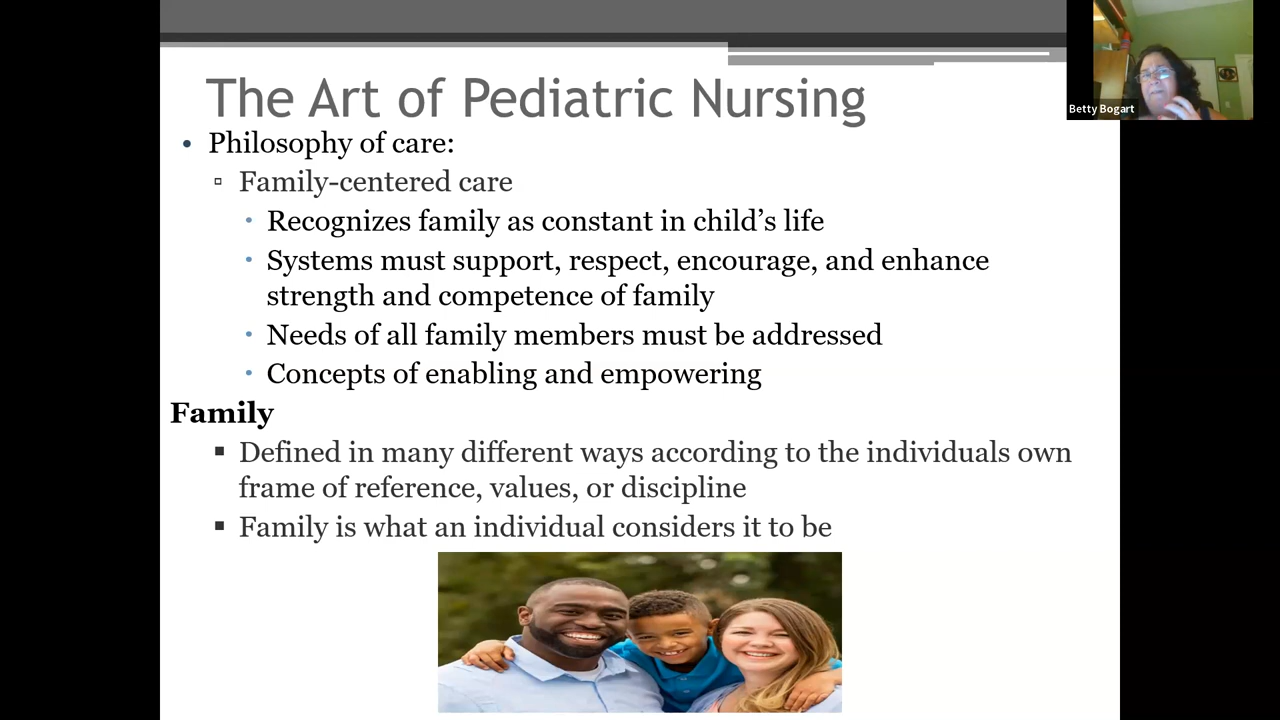 The Art of Pediatric Nursing
Betty Bogart
• Philosophy of care:
▫ Family-centered care
• Recognizes family as constant in child’s life
• Systems must support, respect, encourage, and enhance
strength and competence of family
• Needs of all family members must be addressed
• Concepts of enabling and empowering
Family
▪ Defined in many different ways according to the individuals own
frame of reference, values, or discipline
▪ Family is what an individual considers it to be